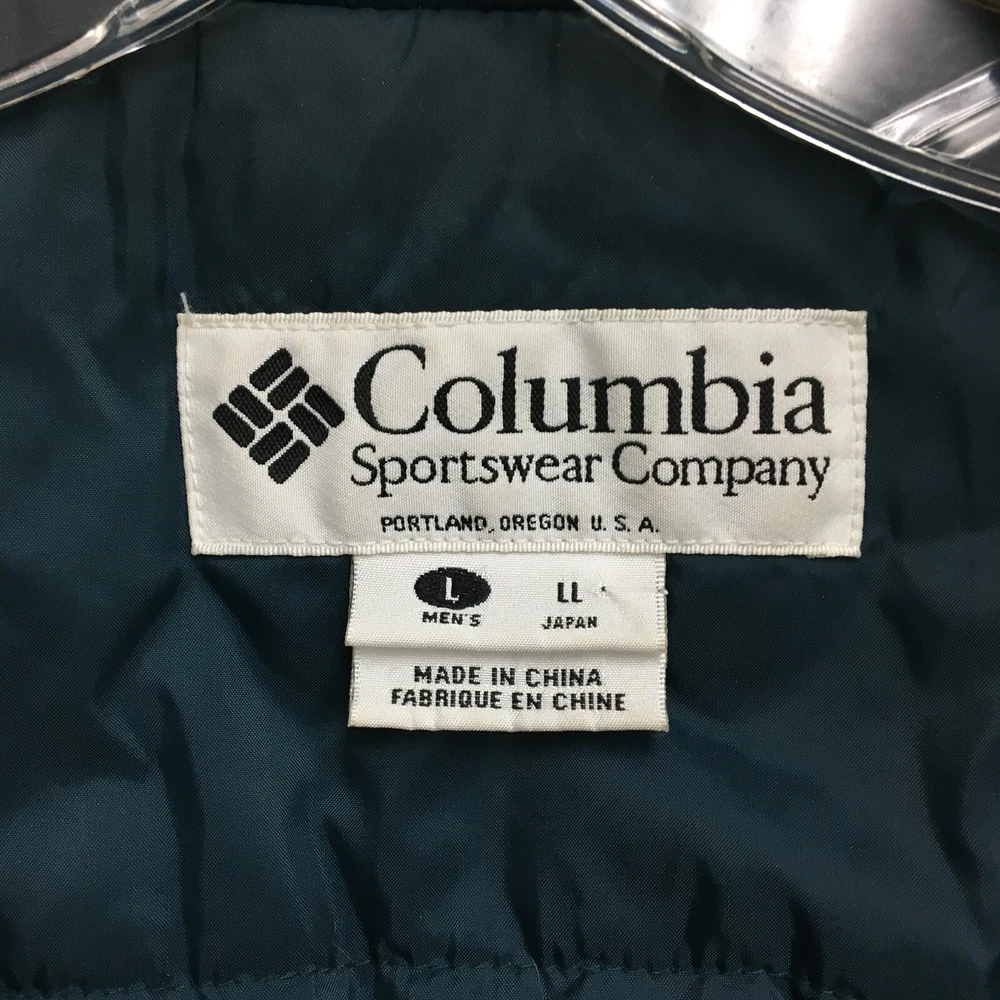 Columbia
Sportswear Company
PORTLAND, OREGON U. S. A.
L LL
MEN'S JAPAN
MADE IN CHINA
FABRIQUE EN CHINE